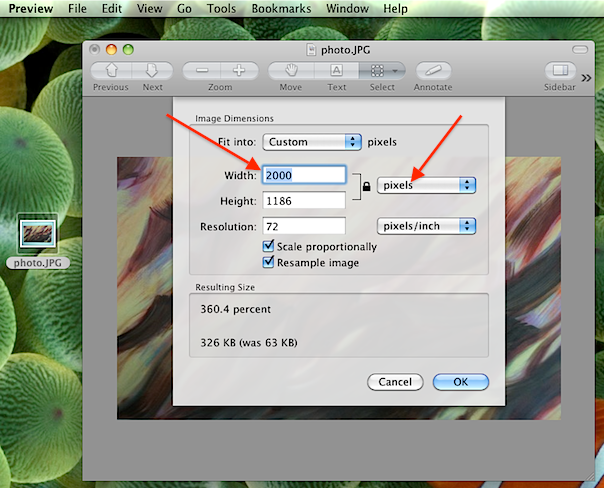 Preview File Edit View Go Tools Bookmarks Window Help
photo.JPG
Previous Next Zoom Move Text Select Annotate Sidebar
A
Image Dimensions
Fit into: Custom pixels
Width: 2000 pixels
Height: 1186
Resolution: 72 pixels/inch
Scale proportionally
Resample image
photo.JPG
Resulting Size
360.4 percent
326 KB (was 63 KB)
Cancel OK